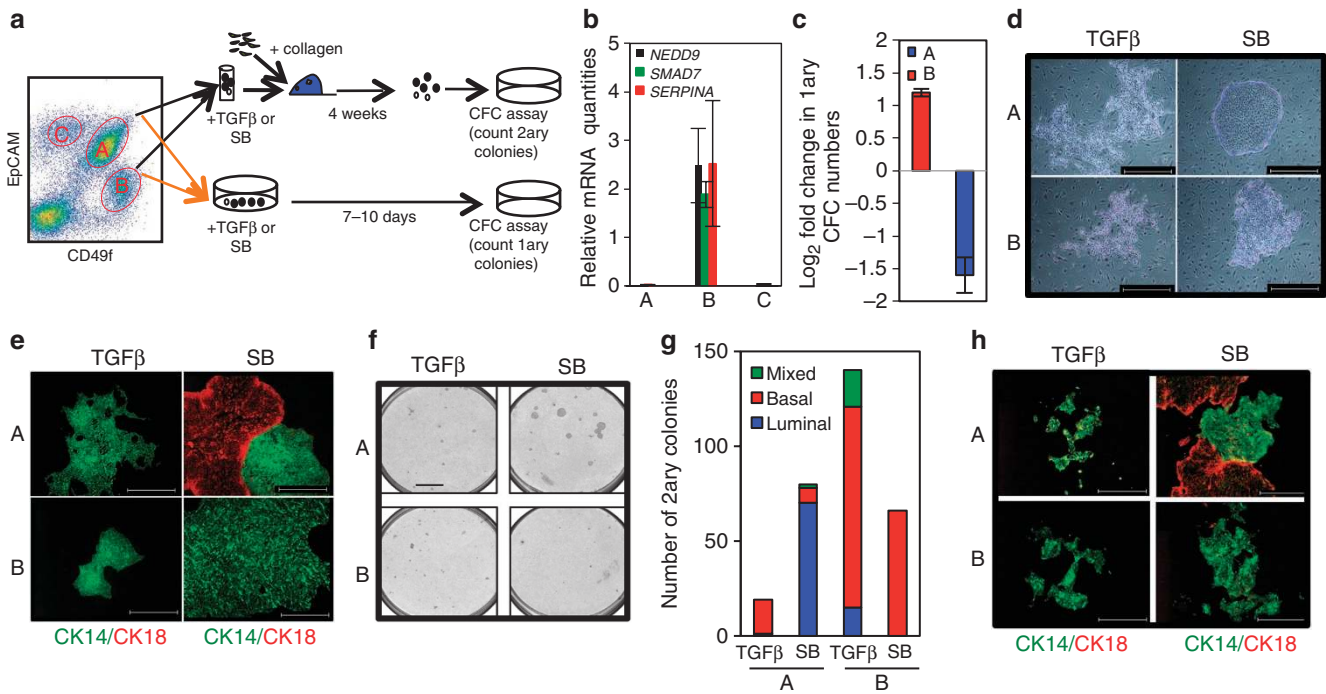 a
+ collagen
EpCAM
C
A
B
CD49f
+TGFβ or
SB
4 weeks
CFC assay
(count 2ary
colonies)
+TGFβ or
SB
7–10 days
CFC assay
(count 1ary
colonies)
b
Relative mRNA quantities
5
4
3
2
1
0
NEDD9
SMAD7
SERPINA
A B C
c
Log2 fold change in 1ary
CFC numbers
2
1.5
1
0.5
0
−0.5
−1
−1.5
−2
A
B
d
TGFβ SB
A
B
e
TGFβ SB
A
B
CK14/CK18 CK14/CK18
f
TGFβ SB
A
B
g
Number of 2ary colonies
150
100
50
0
Mixed
Basal
Luminal
TGFβ SB TGFβ SB
A B
h
TGFβ SB
A
B
CK14/CK18 CK14/CK18